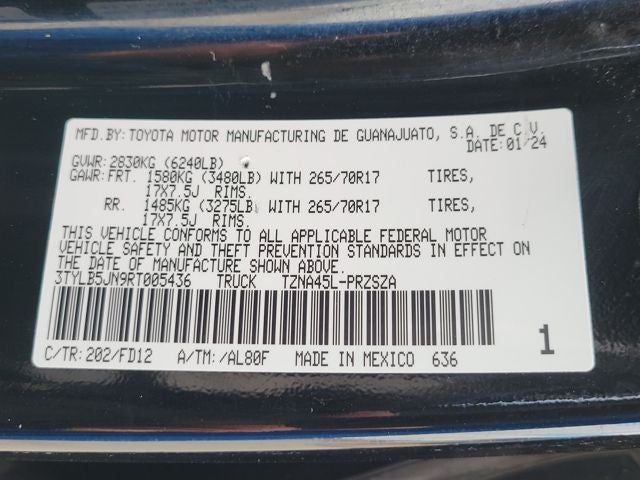 MFD.BY: TOYOTA MOTOR MANUFACTURING DE GUANAJUATO, S.A. DE C.V.
DATE: 01/24
GVWR: 2830KG (6240LB)
GAWR: FRT. 1580KG (3480LB) WITH 265/70R17 TIRES,
17X7.5J RIMS.
RR. 1485KG (3275LB) WITH 265/70R17 TIRES,
17X7.5J RIMS.
THIS VEHICLE CONFORMS TO ALL APPLICABLE FEDERAL MOTOR
VEHICLE SAFETY AND THEFT PREVENTION STANDARDS IN EFFECT ON
THE DATE OF MANUFACTURE SHOWN ABOVE.
3TYLB5JN9RT005436 TRUCK TZNA45L-PRZSZA
C/TR: 202/FD12 A/TM: /AL80F MADE IN MEXICO 636 1